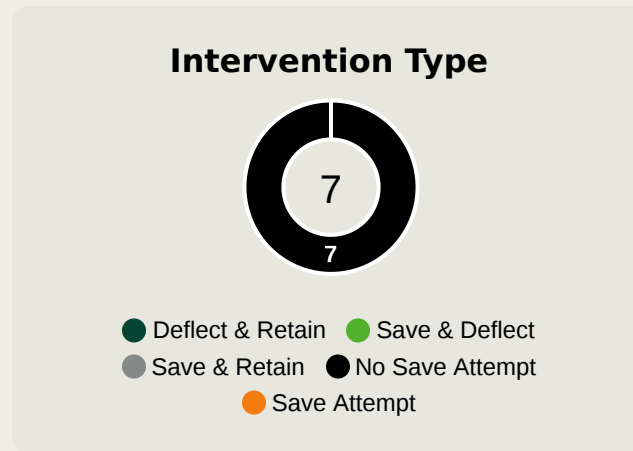 Intervention Type
7
7
Deflect & Retain Save & Deflect
Save & Retain No Save Attempt
Save Attempt